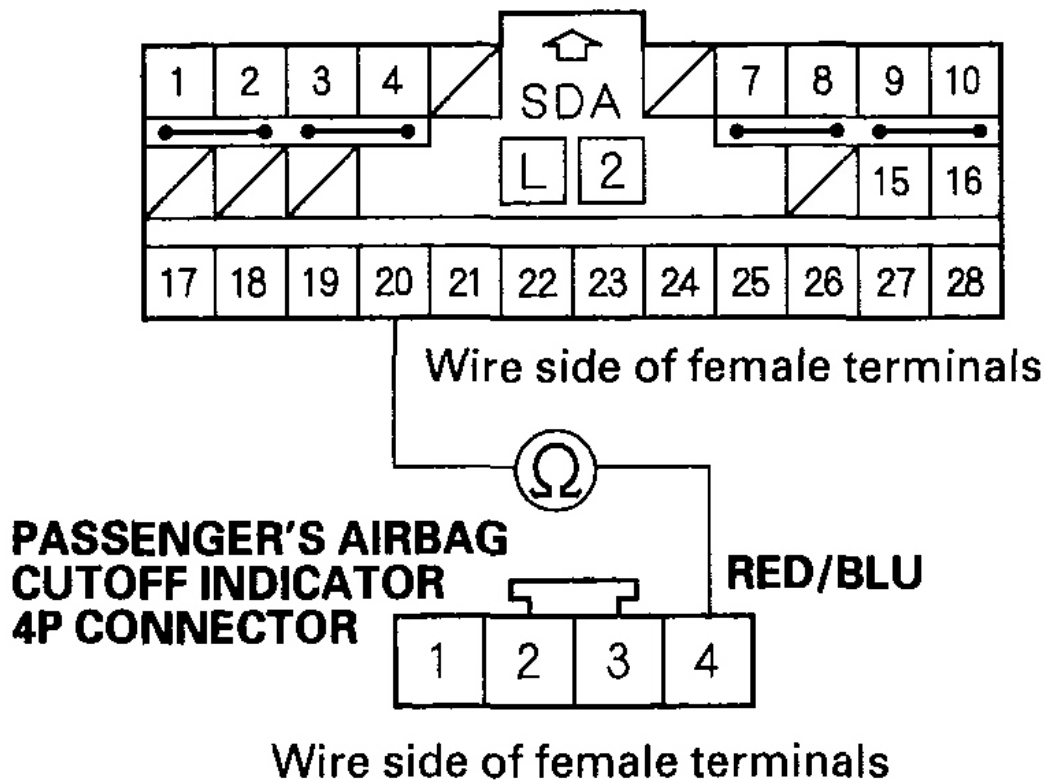 1 2 3 4 7 8 9 10
SDA
L 2
15 16
17 18 19 20 21 22 23 24 25 26 27 28
Wire side of female terminals
Ω
PASSENGER'S AIRBAG
CUTOFF INDICATOR
4P CONNECTOR
RED/BLU
1 2 3 4
Wire side of female terminals